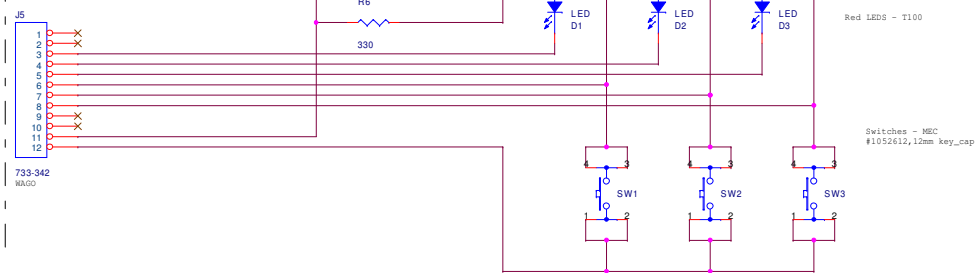 R6
J5
LED
D1
LED
D2
LED
D3
Red LEDS - T100
330
1
2
3
4
5
6
7
8
9
10
11
12
Switches - MEC
#1052612,12mm key_cap
4
3
4
3
4
3
733-342
WAGO
SW1
SW2
SW3
1
2
1
2
1
2